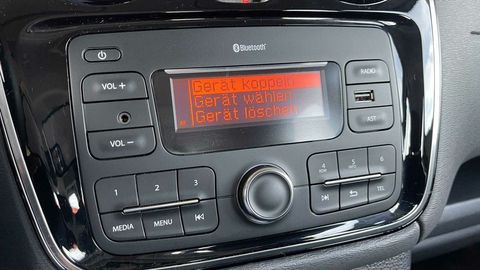 Bluetooth
VOL +
VOL −
Gerät koppeln
Gerät wählen
Gerät löschen
RADIO
AST
1
2
3
4
5
6
MEDIA
MENU
TEL